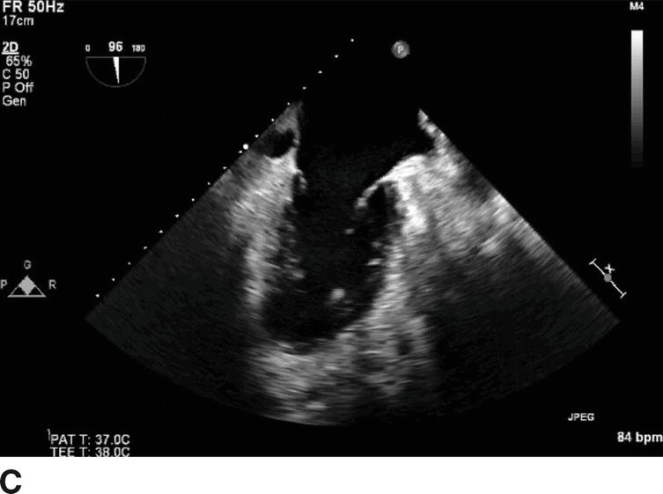 FR 50Hz
17cm
M4
2D
65%
C 50
P Off
Gen
0 96 180
P
G
P R
JPEG
PAT T: 37.0C
TEE T: 38.0C
84 bpm
C